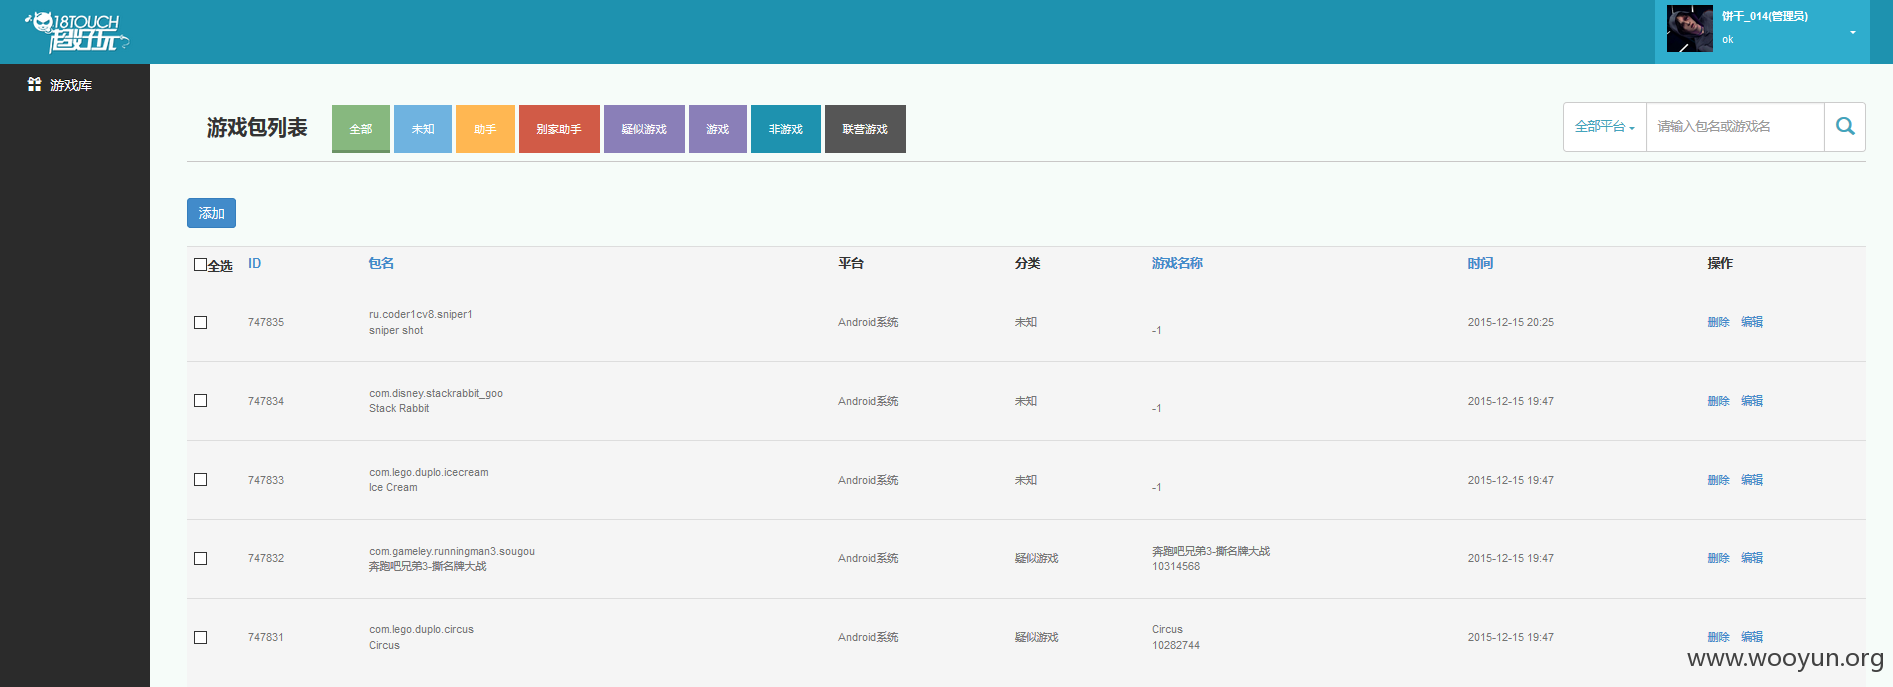 18TOUCH
超好玩
饼干_014(管理员)
ok
游戏库
游戏包列表
全部
未知
助手
别家助手
疑似游戏
游戏
非游戏
联营游戏
全部平台
请输入包名或游戏名
添加
全选 ID 包名 平台 分类 游戏名称 时间 操作
747835 ru.coder1cv8.sniper1 Android系统 未知 2015-12-15 20:25 删除 编辑
sniper shot -1
747834 com.disney.stackrabbit_goo Android系统 未知 2015-12-15 19:47 删除 编辑
Stack Rabbit -1
747833 com.lego.duplo.icecream Android系统 未知 2015-12-15 19:47 删除 编辑
Ice Cream -1
747832 com.gameley.runningman3.sougou Android系统 疑似游戏 奔跑吧兄弟3-撕名牌大战 2015-12-15 19:47 删除 编辑
奔跑吧兄弟3-撕名牌大战 10314568
747831 com.lego.duplo.circus Android系统 疑似游戏 Circus 2015-12-15 19:47 删除 编辑
Circus 10282744
www.wooyun.org